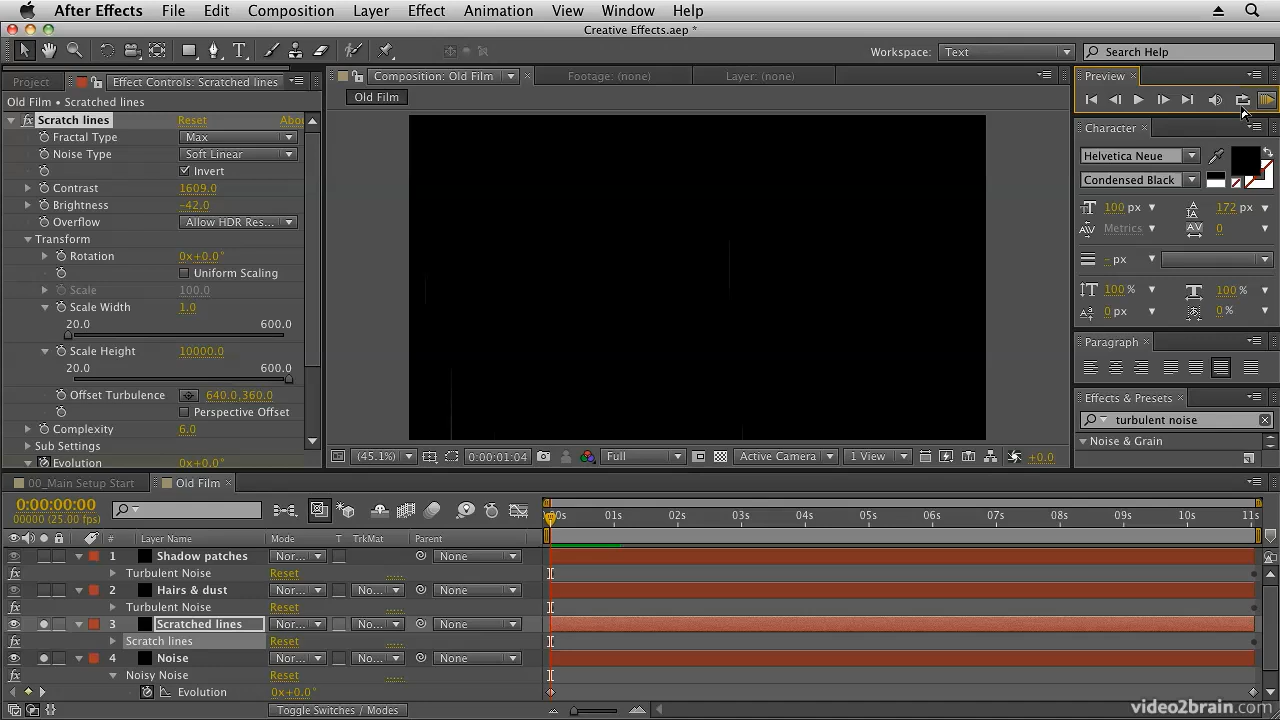 After Effects File Edit Composition Layer Effect Animation View Window Help
Creative Effects.aep *
Workspace: Text Search Help
Project Effect Controls: Scratched lines
Composition: Old Film Footage: (none) Layer: (none)
Preview
Old Film • Scratched lines
Old Film
Scratch lines Reset Abou
Fractal Type Max
Noise Type Soft Linear
Invert
Contrast 1609.0
Brightness -42.0
Overflow Allow HDR Res...
Transform
Rotation 0x+0.0°
Uniform Scaling
Scale 100.0
Scale Width 1.0
20.0 600.0
Scale Height 10000.0
20.0 600.0
Offset Turbulence 640.0,360.0
Perspective Offset
Complexity 6.0
Sub Settings
Evolution 0x+0.0°
Character
Helvetica Neue
Condensed Black
100 px 172 px
Metrics 0
- px
100 % 100 %
0 px 0 %
Paragraph
Effects & Presets
turbulent noise
Noise & Grain
(45.1%) 0:00:01:04 Full Active Camera 1 View +0.0
00_Main Setup Start Old Film
0:00:00:00
00000 (25.00 fps)
:00s 01s 02s 03s 04s 05s 06s 07s 08s 09s 10s 11s
# Layer Name Mode T TrkMat Parent
1 Shadow patches Nor... None
Turbulent Noise Reset .....
2 Hairs & dust Nor... No... None
Turbulent Noise Reset .....
3 Scratched lines Nor... No... None
Scratch lines Reset .....
4 Noise Nor... No... None
Noisy Noise Reset .....
Evolution 0x+0.0°
Toggle Switches / Modes
video2brain.com